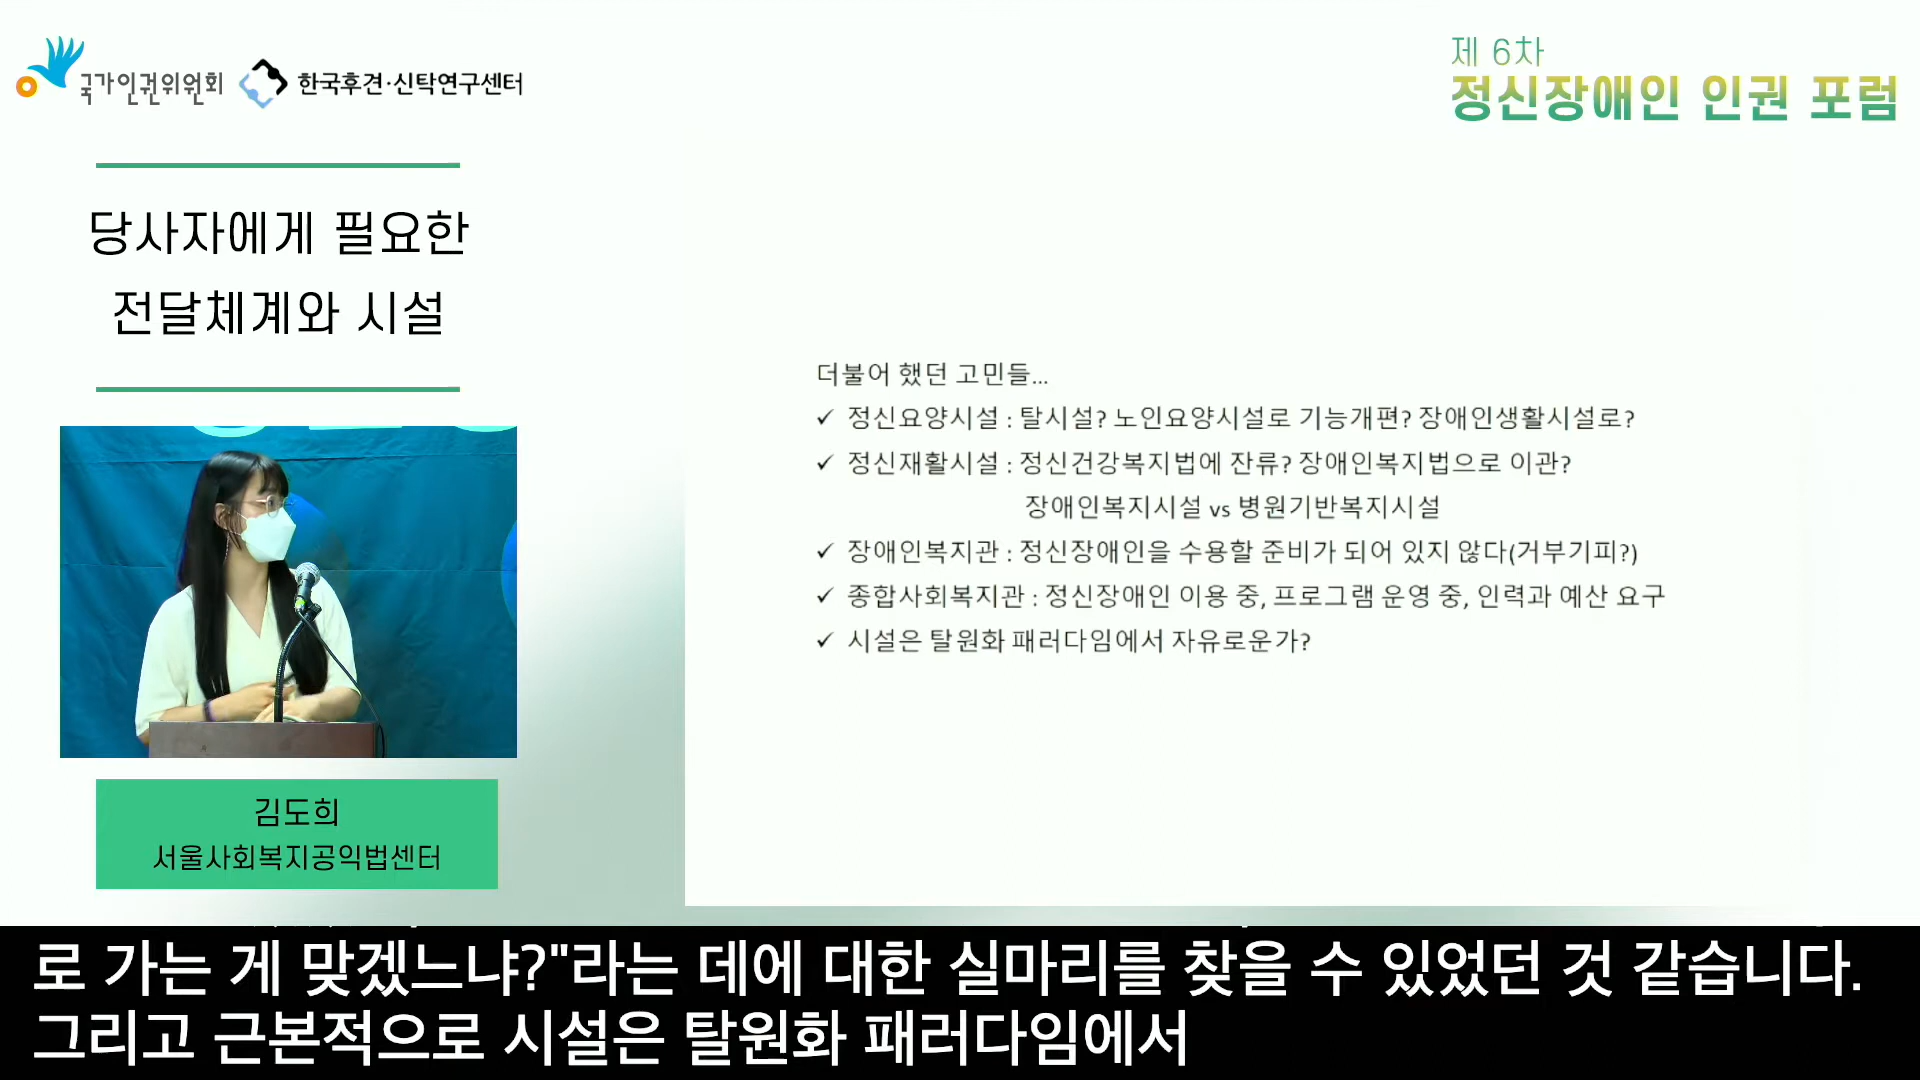 국가인권위원회
한국후견·신탁연구센터
제 6차
정신장애인 인권 포럼
당사자에게 필요한
전달체계와 시설
더불어 했던 고민들...
✓ 정신요양시설 : 탈시설? 노인요양시설로 기능개편? 장애인생활시설로?
✓ 정신재활시설 : 정신건강복지법에 잔류? 장애인복지법으로 이관?
장애인복지시설 vs 병원기반복지시설
✓ 장애인복지관 : 정신장애인을 수용할 준비가 되어 있지 않다(거부기피?)
✓ 종합사회복지관 : 정신장애인 이용 중, 프로그램 운영 중, 인력과 예산 요구
✓ 시설은 탈원화 패러다임에서 자유로운가?
김도희
서울사회복지공익법센터
로 가는 게 맞겠느냐?"라는 데에 대한 실마리를 찾을 수 있었던 것 같습니다.
그리고 근본적으로 시설은 탈원화 패러다임에서